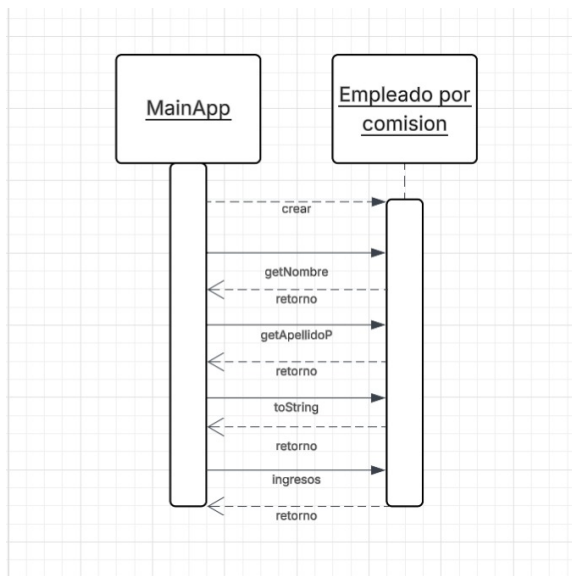 MainApp
Empleado por
comision
crear
getNombre
retorno
getApellidoP
retorno
toString
retorno
ingresos
retorno